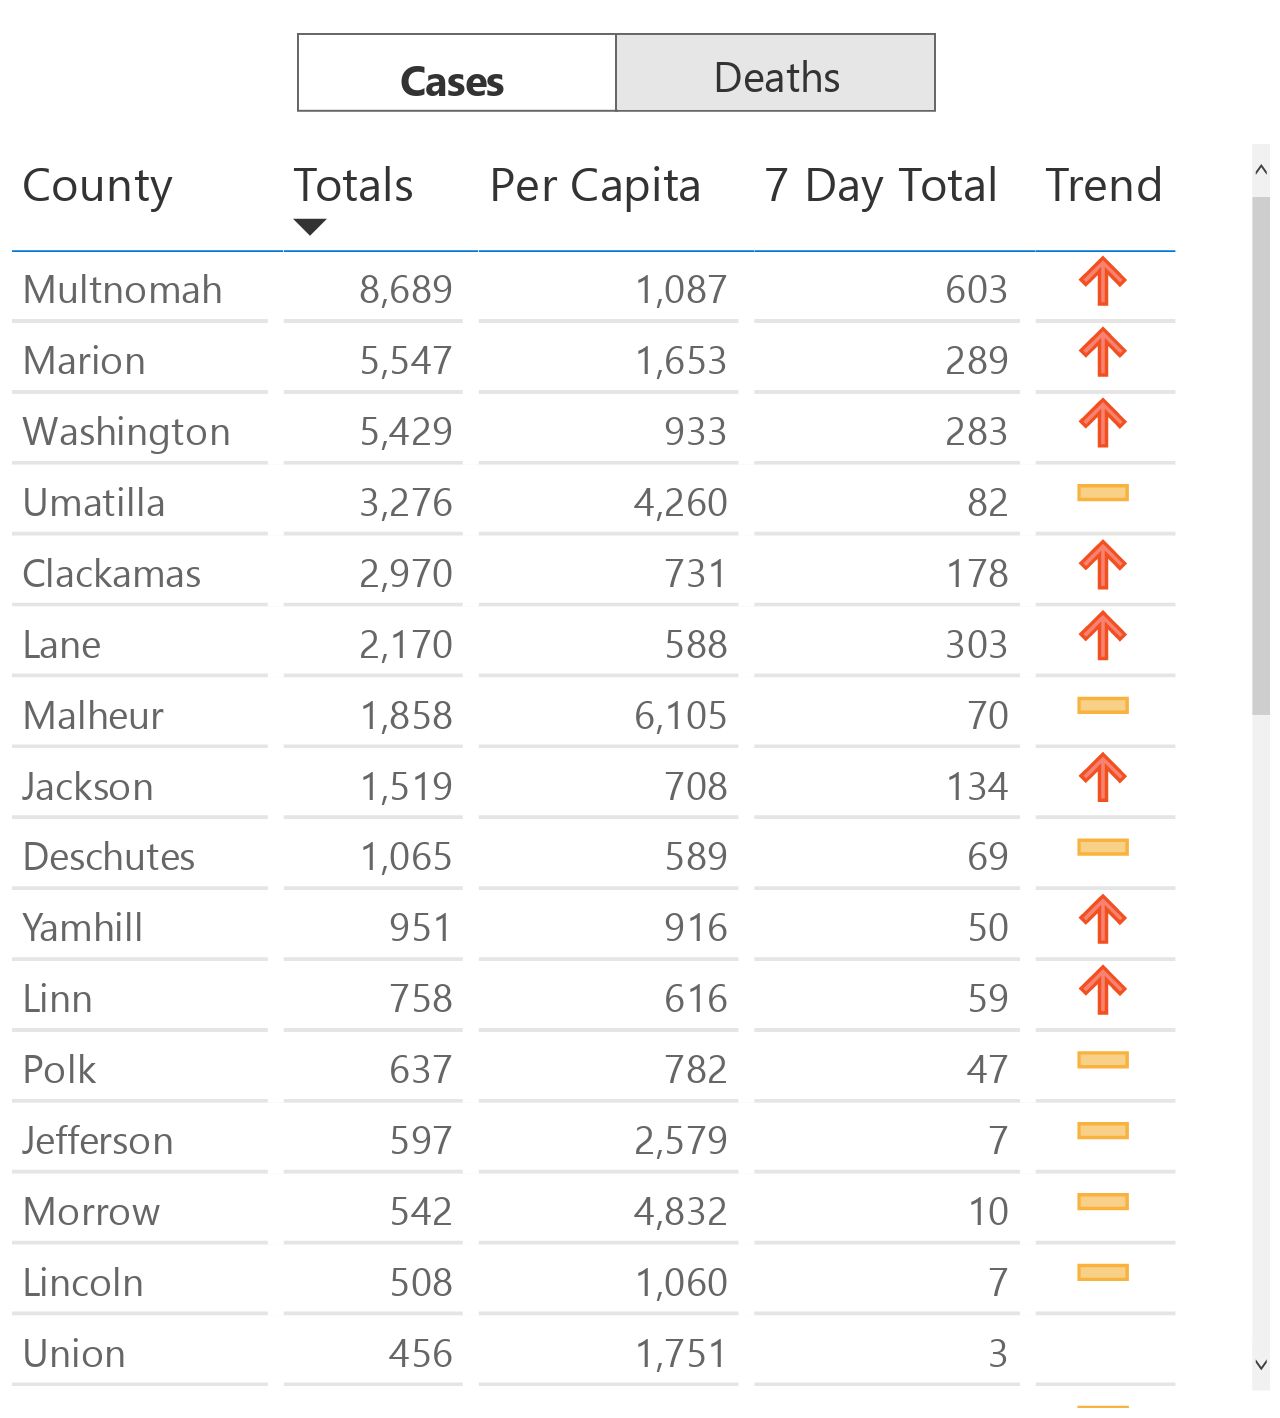 Cases Deaths
County Totals Per Capita 7 Day Total Trend
Multnomah 8,689 1,087 603
Marion 5,547 1,653 289
Washington 5,429 933 283
Umatilla 3,276 4,260 82
Clackamas 2,970 731 178
Lane 2,170 588 303
Malheur 1,858 6,105 70
Jackson 1,519 708 134
Deschutes 1,065 589 69
Yamhill 951 916 50
Linn 758 616 59
Polk 637 782 47
Jefferson 597 2,579 7
Morrow 542 4,832 10
Lincoln 508 1,060 7
Union 456 1,751 3